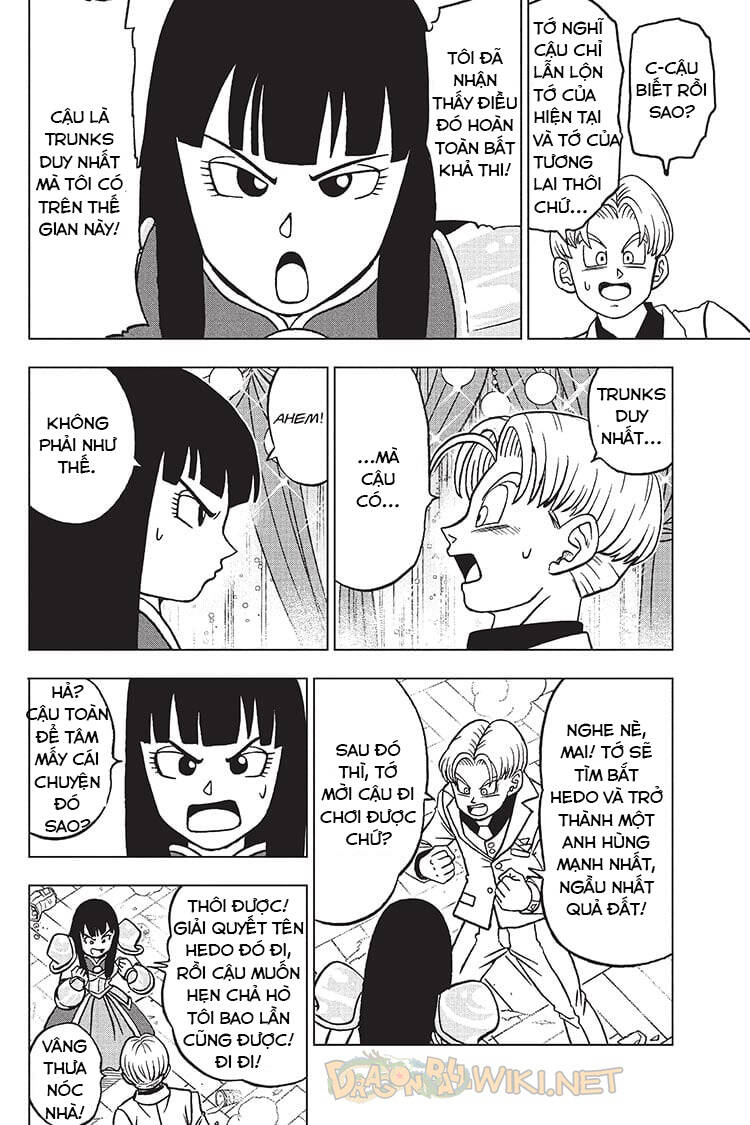 C-CẬU
BIẾT RỒI
SAO?
TỚ NGHĨ
CẬU CHỈ
LẪN LỘN
TỚ CỦA
HIỆN TẠI
VÀ TỚ CỦA
TƯƠNG
LAI THÔI
CHỨ...
TÔI ĐÃ
NHẬN
THẤY ĐIỀU
ĐÓ HOÀN
TOÀN BẤT
KHẢ THI!
CẬU LÀ
TRUNKS
DUY NHẤT
MÀ TÔI CÓ
TRÊN THẾ
GIAN NÀY!
TRUNKS
DUY
NHẤT...
...MÀ
CẬU
CÓ...
AHEM!
KHÔNG
PHẢI NHƯ
THẾ.
NGHE NÈ,
MAI! TỚ SẼ
TÌM BẮT
HEDO VÀ TRỞ
THÀNH MỘT
ANH HÙNG
MẠNH NHẤT,
NGẦU NHẤT
QUẢ ĐẤT!
SAU ĐÓ
THÌ, TỚ
MỜI CẬU ĐI
CHƠI ĐƯỢC
CHỨ?
HẢ?
CẬU TOÀN
ĐỂ TÂM
MẤY CÁI
CHUYỆN
ĐÓ
SAO?
THÔI ĐƯỢC!
GIẢI QUYẾT TÊN
HEDO ĐÓ ĐI,
RỒI CẬU MUỐN
HẸN CHẢ HÒ
TÔI BAO LẦN
CŨNG ĐƯỢC!
ĐI ĐI!
VÂNG
THƯA
NÓC
NHÀ!
DRAGON BALL WIKI.NET